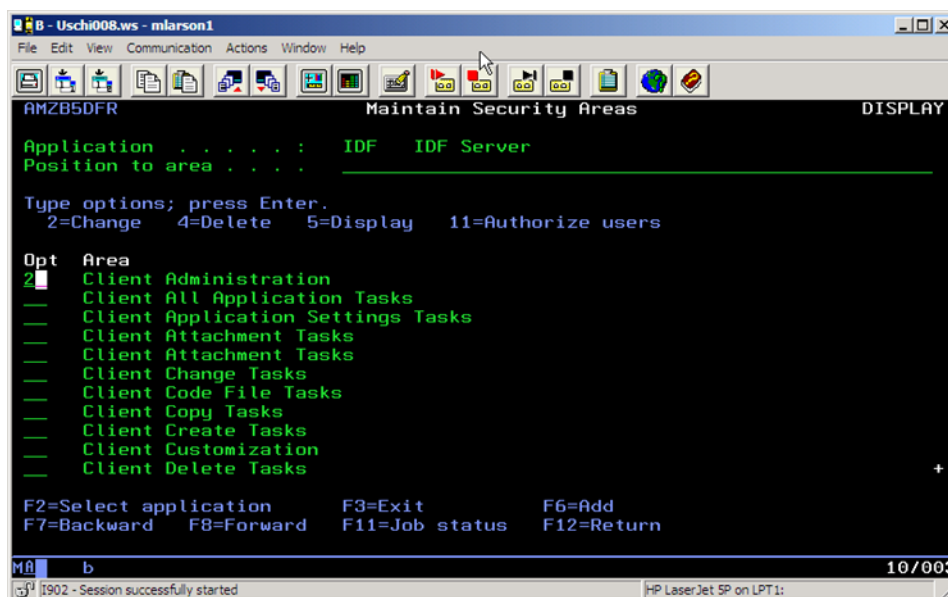 B - Uschi008.ws - mlarson1
File Edit View Communication Actions Window Help
AMZB5DFR Maintain Security Areas DISPLAY
Application . . . . . : IDF IDF Server
Position to area . . . .
Type options; press Enter.
2=Change 4=Delete 5=Display 11=Authorize users
Opt Area
2 Client Administration
Client All Application Tasks
Client Application Settings Tasks
Client Attachment Tasks
Client Attachment Tasks
Client Change Tasks
Client Code File Tasks
Client Copy Tasks
Client Create Tasks
Client Customization
Client Delete Tasks +
F2=Select application F3=Exit F6=Add
F7=Backward F8=Forward F11=Job status F12=Return
MA b 10/003
I902 - Session successfully started HP LaserJet 5P on LPT1: